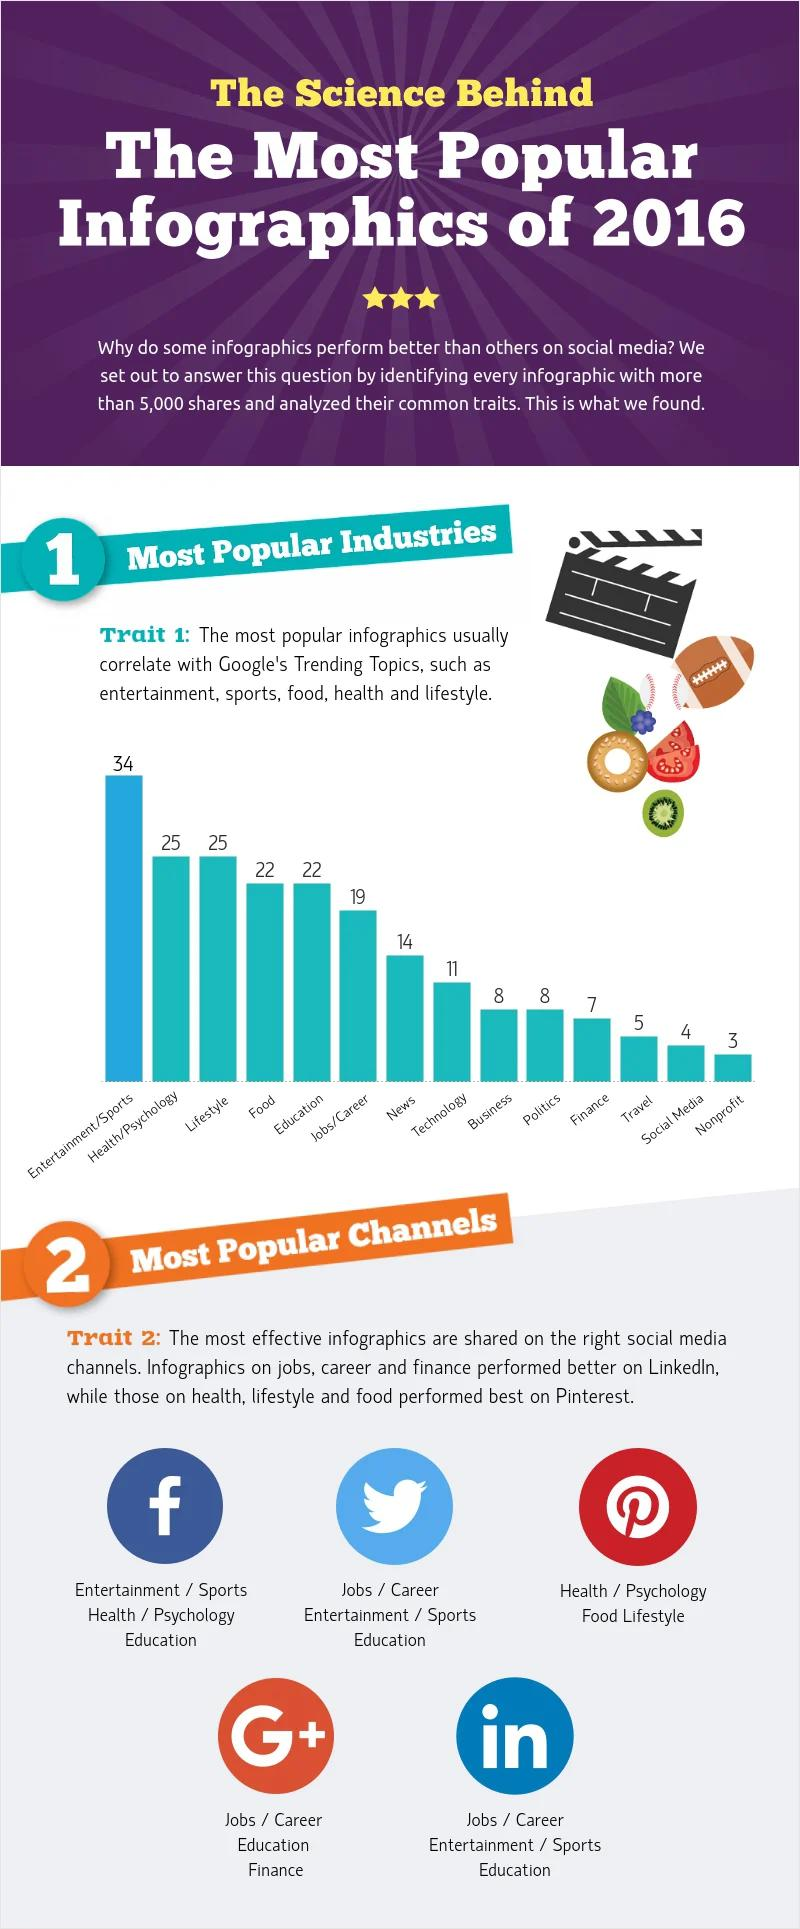 The Science Behind
The Most Popular
Infographics of 2016
Why do some infographics perform better than others on social media? We
set out to answer this question by identifying every infographic with more
than 5,000 shares and analyzed their common traits. This is what we found.
1
Most Popular Industries
Trait 1: The most popular infographics usually
correlate with Google's Trending Topics, such as
entertainment, sports, food, health and lifestyle.
34
25
25
22
22
19
14
11
8
8
7
5
4
3
Entertainment/Sports
Health/Psychology
Lifestyle
Food
Education
Jobs/Career
News
Technology
Business
Politics
Finance
Travel
Social Media
Nonprofit
2
Most Popular Channels
Trait 2: The most effective infographics are shared on the right social media
channels. Infographics on jobs, career and finance performed better on LinkedIn,
while those on health, lifestyle and food performed best on Pinterest.
Entertainment / Sports
Health / Psychology
Education
Jobs / Career
Entertainment / Sports
Education
Health / Psychology
Food Lifestyle
G+
in
Jobs / Career
Education
Finance
Jobs / Career
Entertainment / Sports
Education